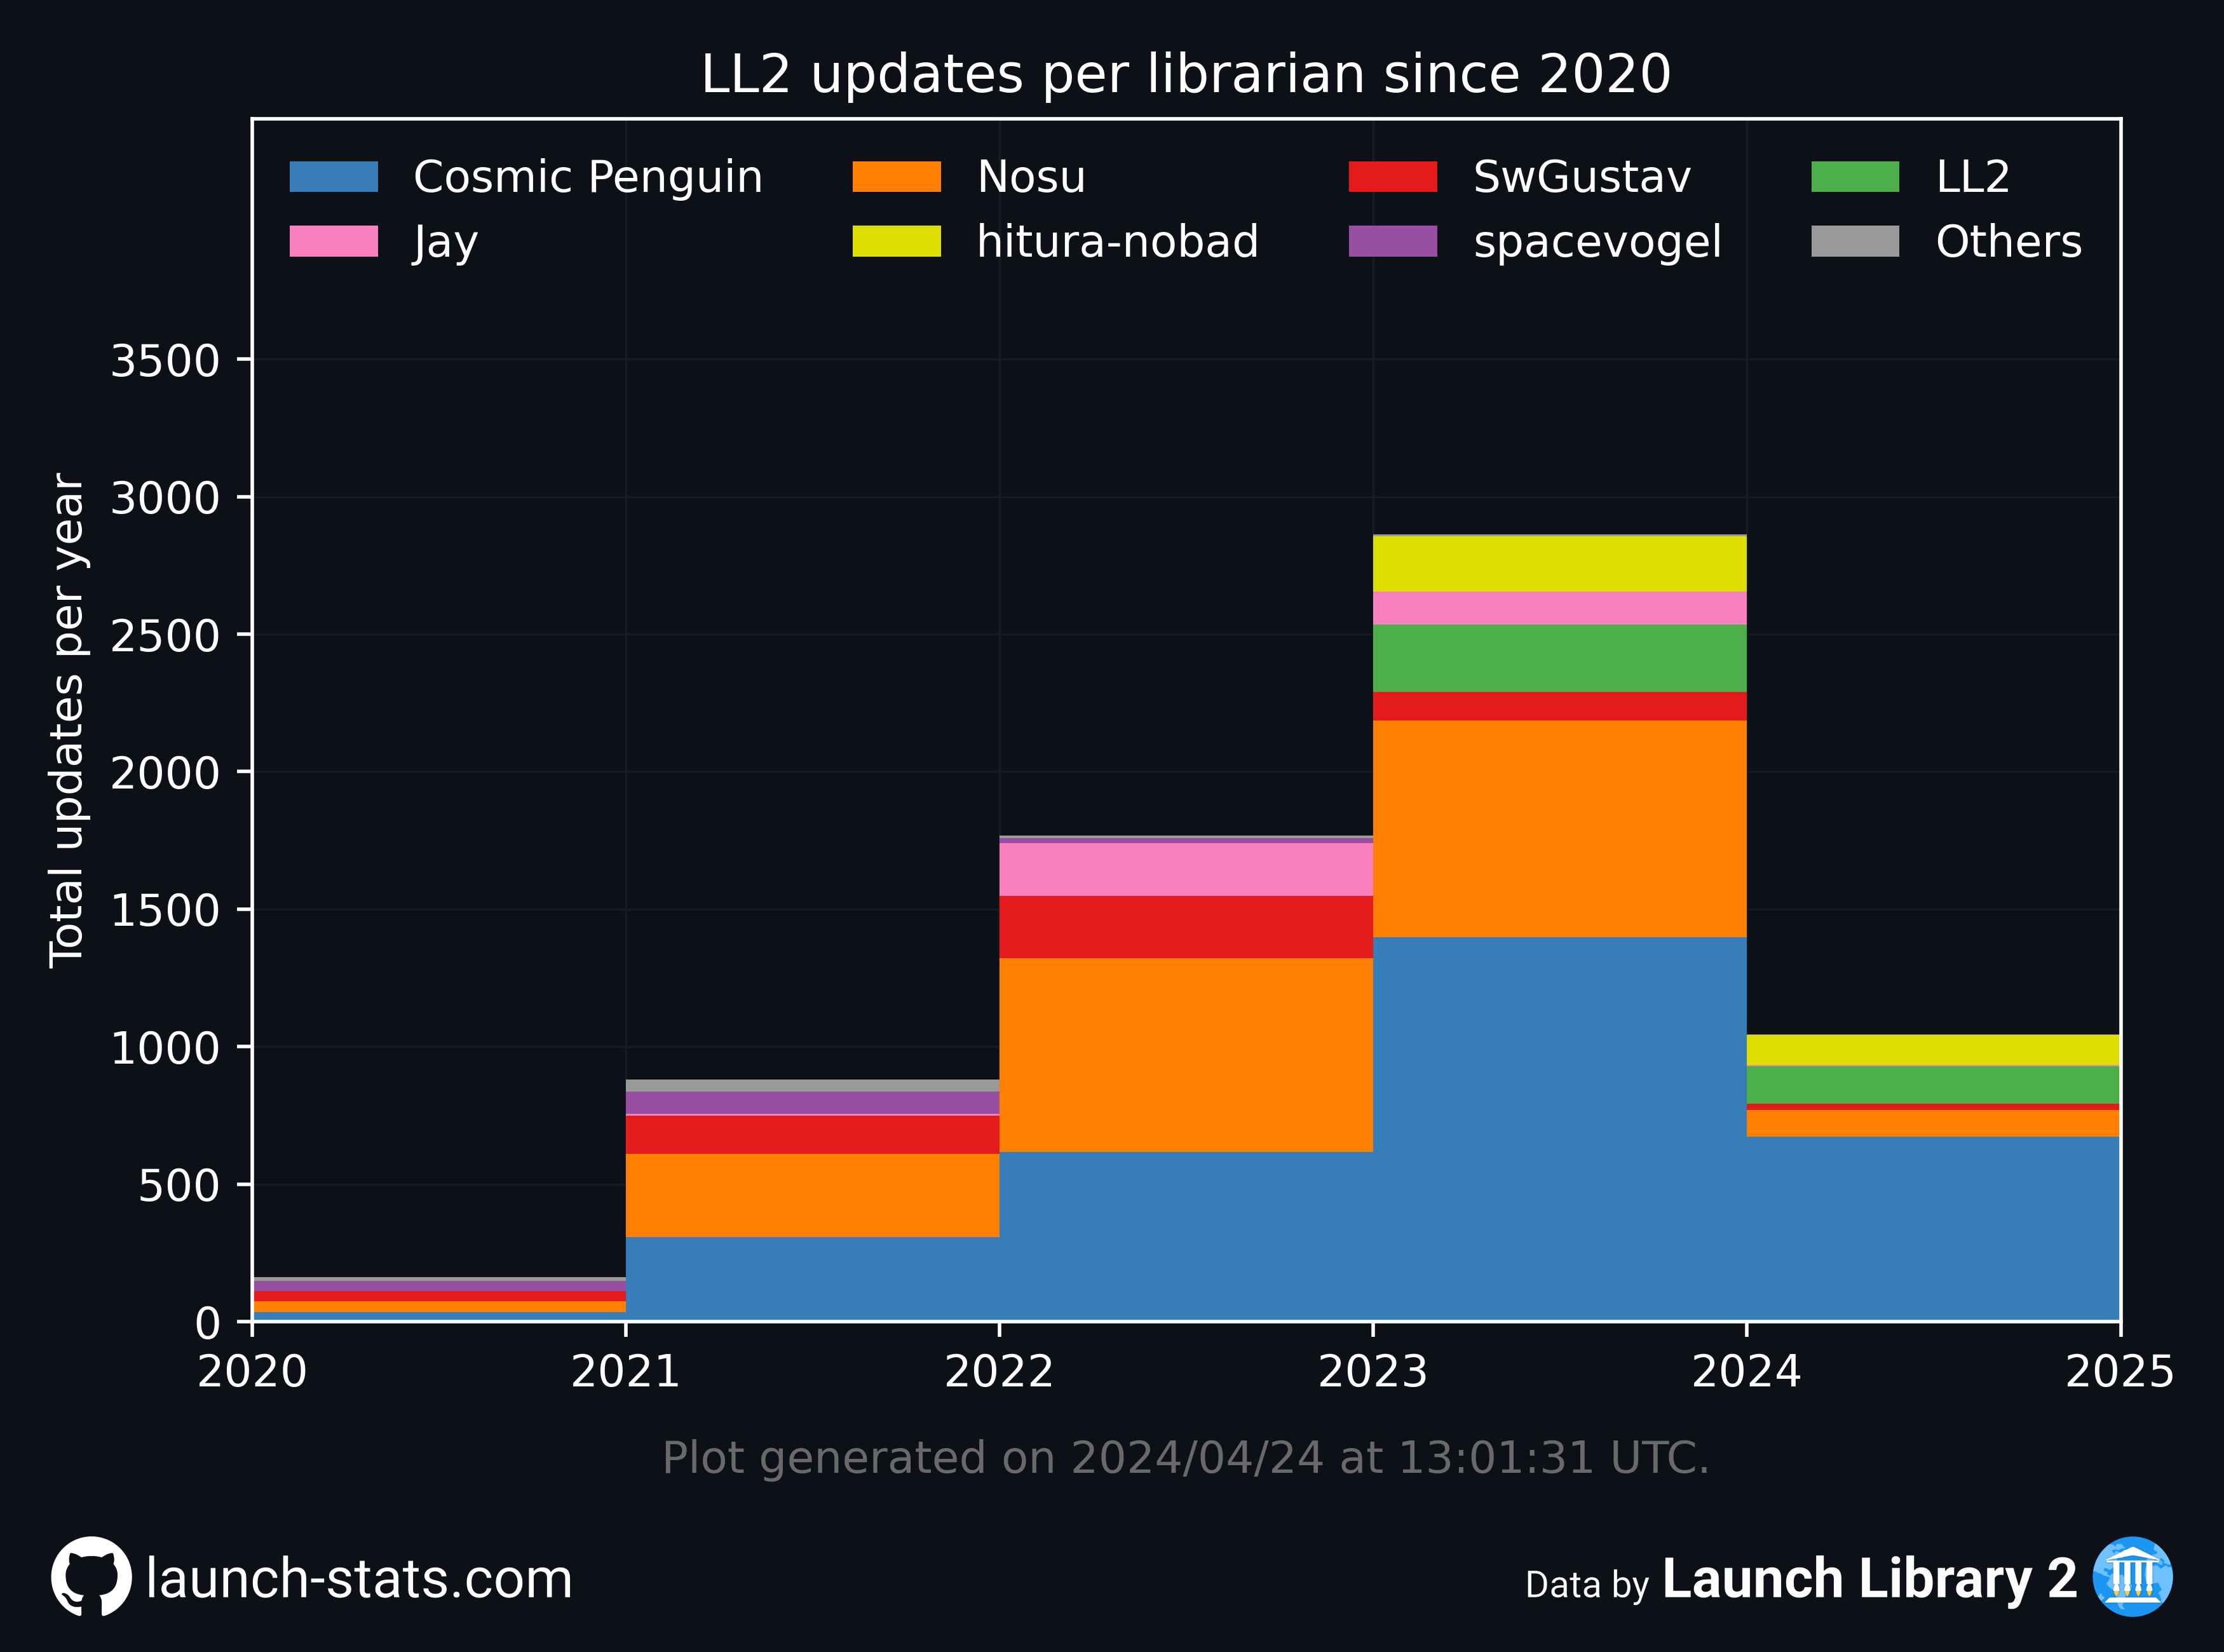 LL2 updates per librarian since 2020
Cosmic Penguin Nosu SwGustav LL2
Jay hitura-nobad spacevogel Others
Total updates per year
3500
3000
2500
2000
1500
1000
500
0
2020 2021 2022 2023 2024 2025
Plot generated on 2024/04/24 at 13:01:31 UTC.
launch-stats.com
Data by Launch Library 2